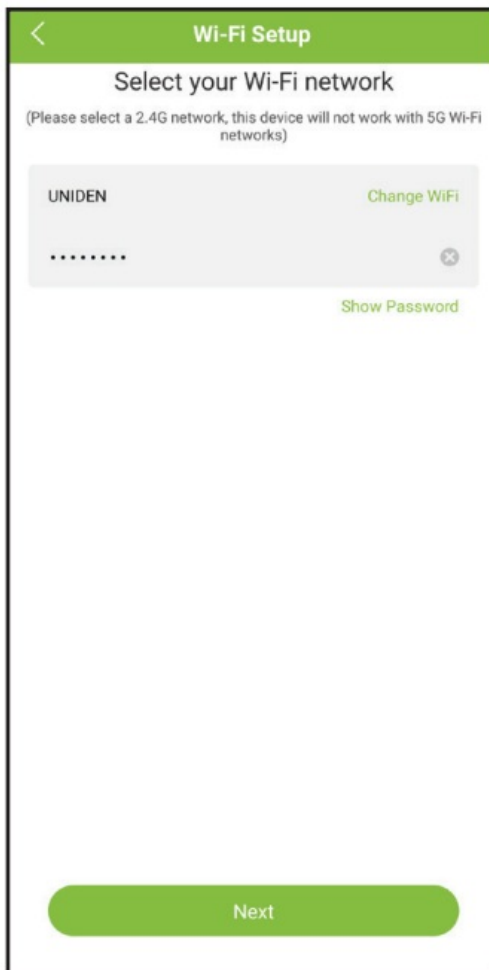 Wi-Fi Setup
Select your Wi-Fi network
(Please select a 2.4G network, this device will not work with 5G Wi-Fi
networks)
UNIDEN Change WiFi
••••••••
Show Password
Next